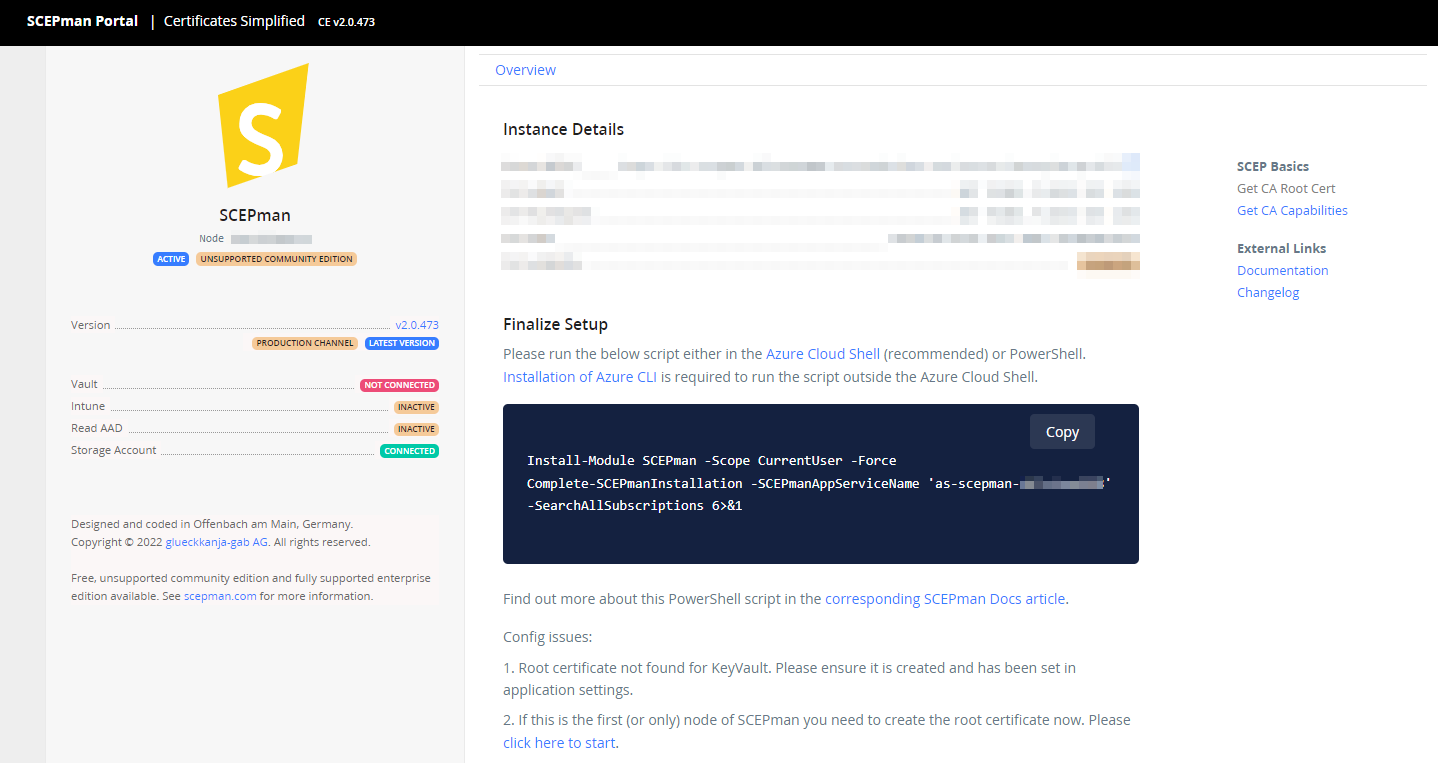 SCEPman Portal | Certificates Simplified CE v2.0.473
S
SCEPman
Node
ACTIVE UNSUPPORTED COMMUNITY EDITION
Version v2.0.473
PRODUCTION CHANNEL LATEST VERSION
Vault NOT CONNECTED
Intune INACTIVE
Read AAD INACTIVE
Storage Account CONNECTED
Designed and coded in Offenbach am Main, Germany.
Copyright © 2022 glueckkanja-gab AG. All rights reserved.
Free, unsupported community edition and fully supported enterprise
edition available. See scepman.com for more information.
Overview
Instance Details
Finalize Setup
Please run the below script either in the Azure Cloud Shell (recommended) or PowerShell.
Installation of Azure CLI is required to run the script outside the Azure Cloud Shell.
Copy
Install-Module SCEPman -Scope CurrentUser -Force
Complete-SCEPmanInstallation -SCEPmanAppServiceName 'as-scepman-'
-SearchAllSubscriptions 6>&1
Find out more about this PowerShell script in the corresponding SCEPman Docs article.
Config issues:
1. Root certificate not found for KeyVault. Please ensure it is created and has been set in
application settings.
2. If this is the first (or only) node of SCEPman you need to create the root certificate now. Please
click here to start.
SCEP Basics
Get CA Root Cert
Get CA Capabilities
External Links
Documentation
Changelog